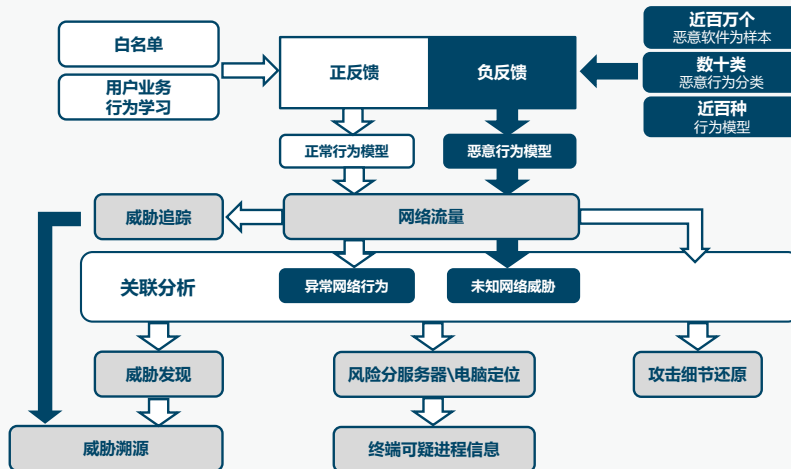 白名单
用户业务
行为学习
正反馈
负反馈
近百万个
恶意软件为样本
数十类
恶意行为分类
近百种
行为模型
正常行为模型
恶意行为模型
威胁追踪
网络流量
关联分析
异常网络行为
未知网络威胁
威胁发现
风险分服务器\电脑定位
攻击细节还原
威胁溯源
终端可疑进程信息